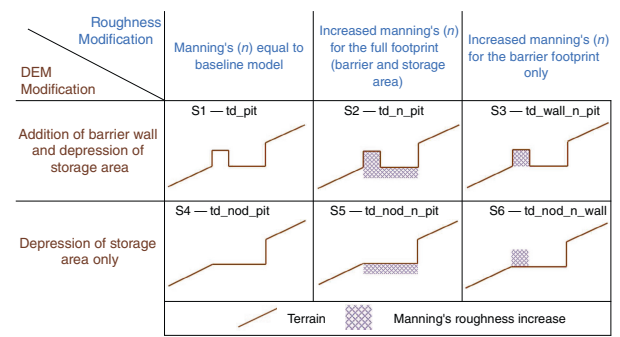 Roughness
Modification
DEM
Modification
Manning's (n) equal to
baseline model
Increased manning's (n)
for the full footprint
(barrier and storage
area)
Increased manning's (n)
for the barrier footprint
only
Addition of barrier wall
and depression of
storage area
S1 — td_pit
S2 — td_n_pit
S3 — td_wall_n_pit
Depression of storage
area only
S4 — td_nod_pit
S5 — td_nod_n_pit
S6 — td_nod_n_wall
Terrain
Manning's roughness increase